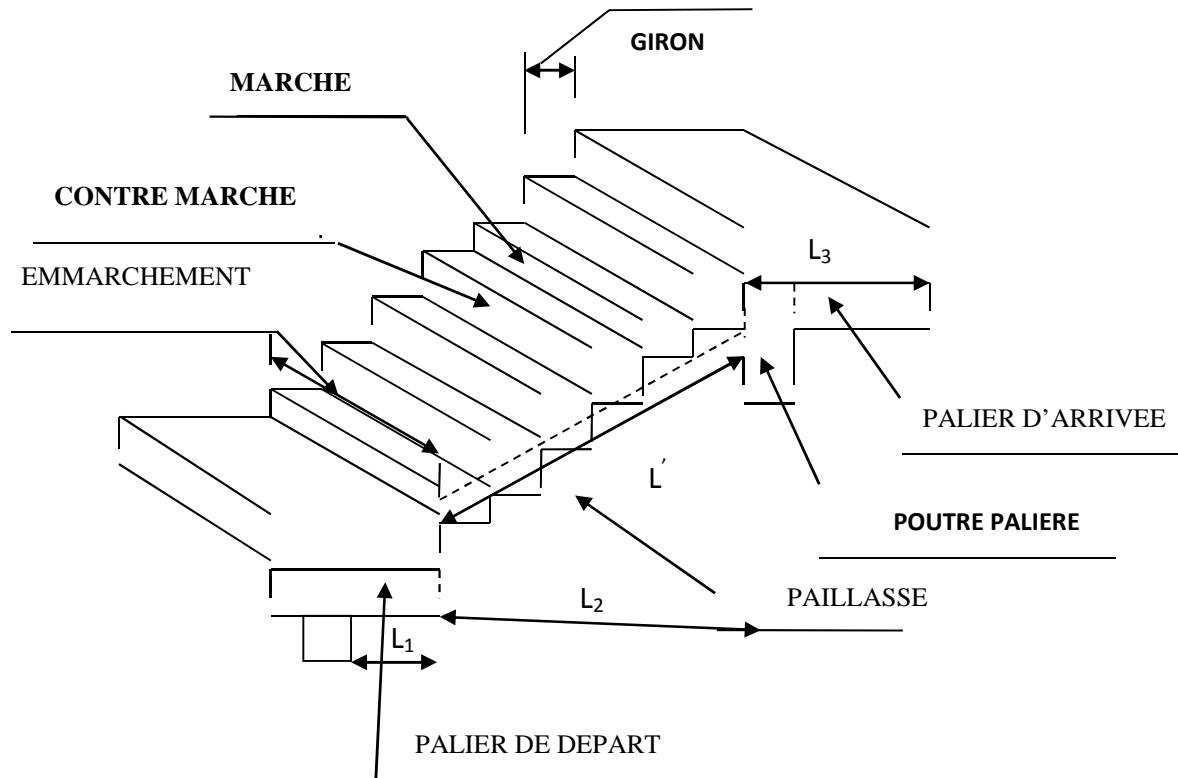 GIRON
MARCHE
CONTRE MARCHE
EMMARCHEMENT
L3
PALIER D’ARRIVEE
L’
POUTRE PALIERE
PAILLASSE
L2
L1
PALIER DE DEPART